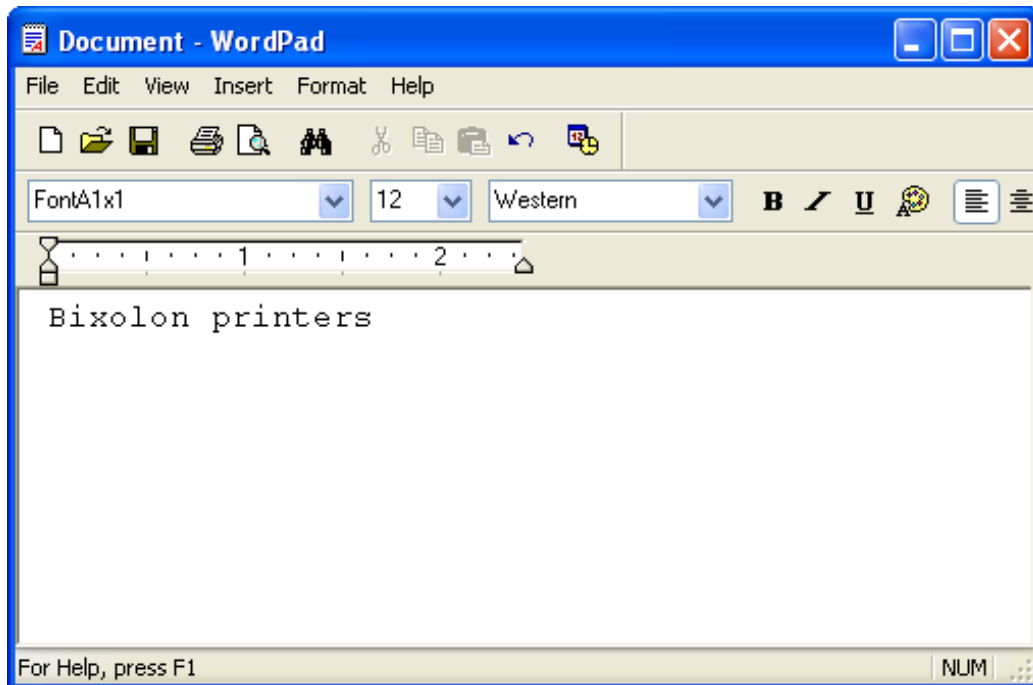 Document - WordPad
File Edit View Insert Format Help
FontA1x1 12 Western B I U
1 2
Bixolon printers
For Help, press F1 NUM